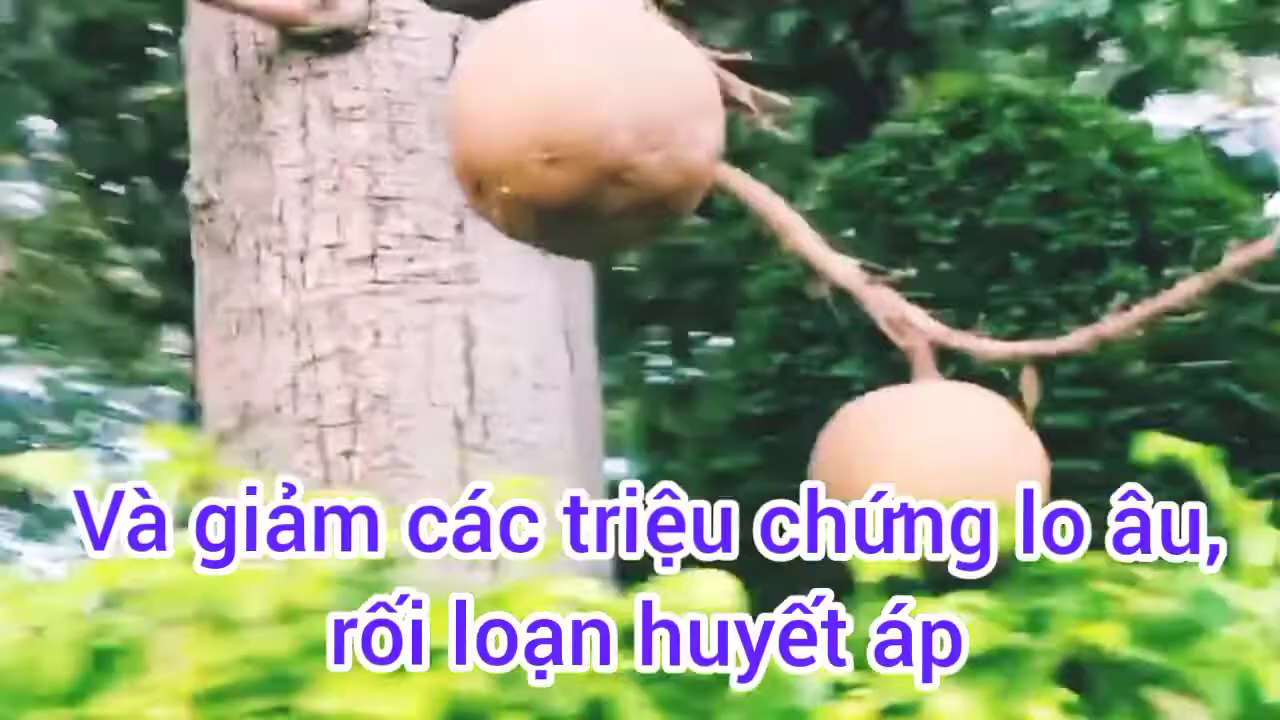 Và giảm các triệu chứng lo âu,
rối loạn huyết áp